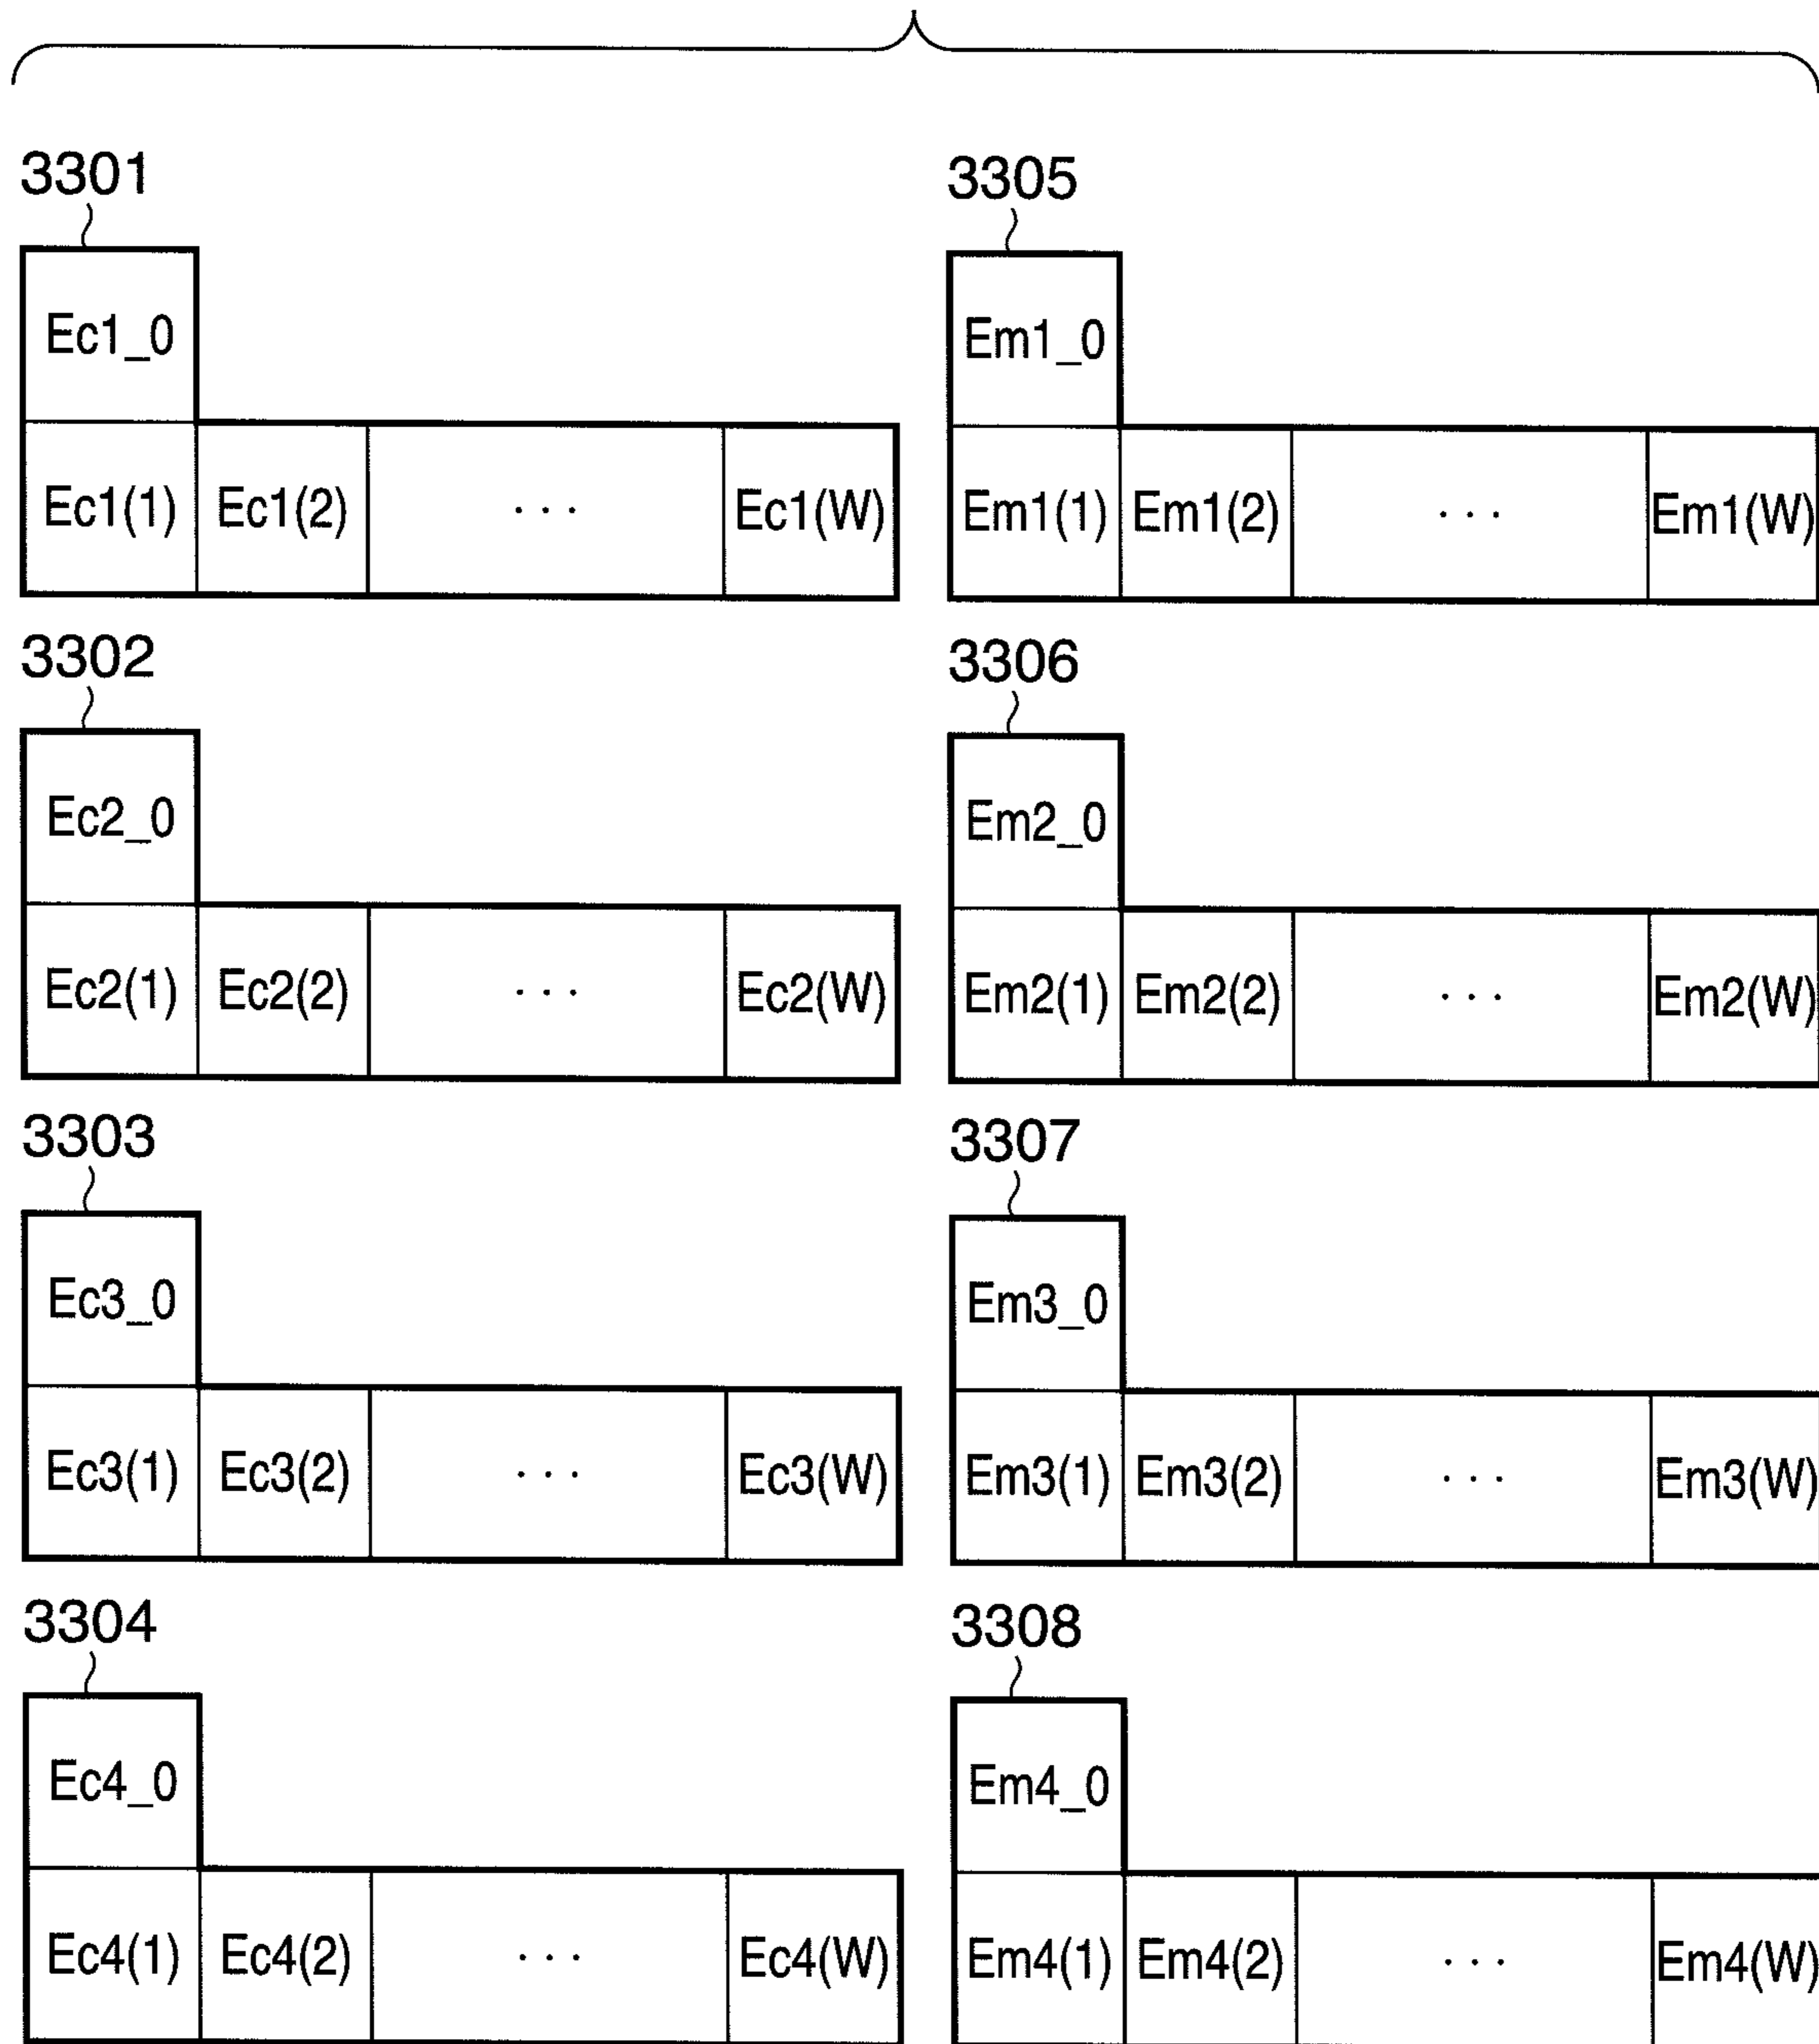 3301
Ec1_0
Ec1(1) Ec1(2) ... Ec1(W)
3305
Em1_0
Em1(1) Em1(2) ... Em1(W)
3302
Ec2_0
Ec2(1) Ec2(2) ... Ec2(W)
3306
Em2_0
Em2(1) Em2(2) ... Em2(W)
3303
Ec3_0
Ec3(1) Ec3(2) ... Ec3(W)
3307
Em3_0
Em3(1) Em3(2) ... Em3(W)
3304
Ec4_0
Ec4(1) Ec4(2) ... Ec4(W)
3308
Em4_0
Em4(1) Em4(2) ... Em4(W)